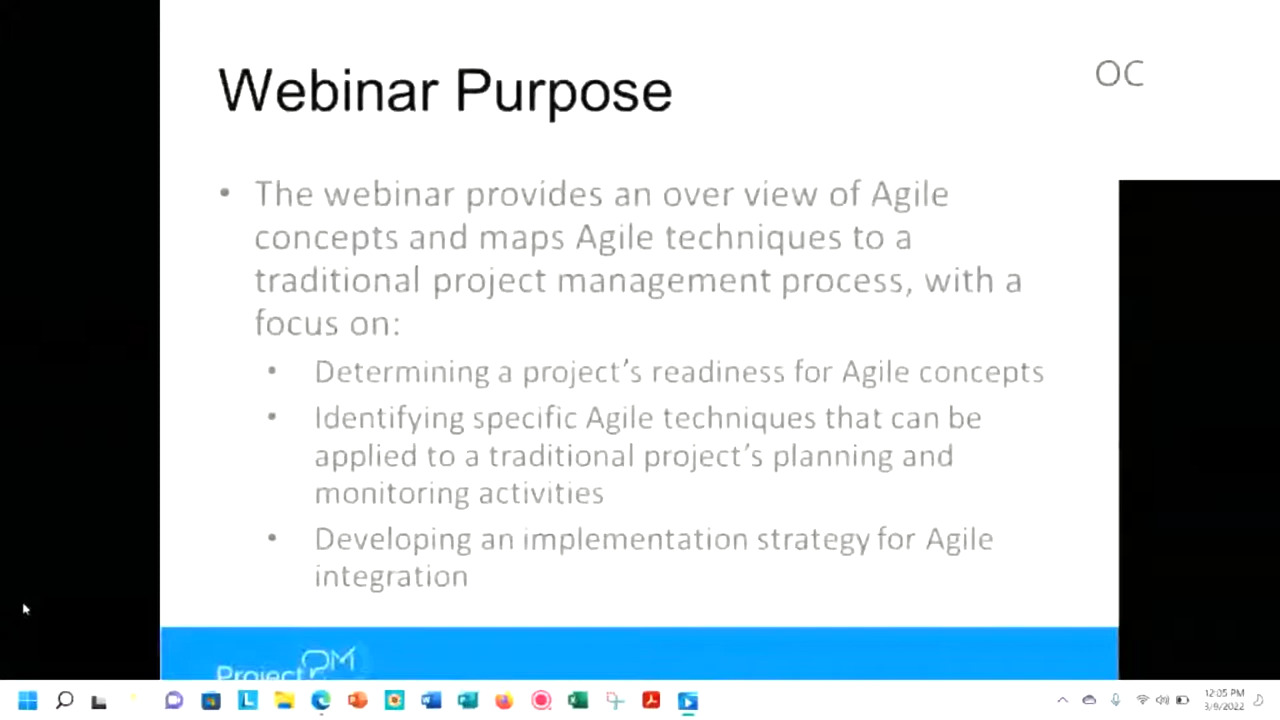 Webinar Purpose
OC
• The webinar provides an over view of Agile
concepts and maps Agile techniques to a
traditional project management process, with a
focus on:
• Determining a project’s readiness for Agile concepts
• Identifying specific Agile techniques that can be
applied to a traditional project’s planning and
monitoring activities
• Developing an implementation strategy for Agile
integration
Project PM
12:05 PM
3/9/2022